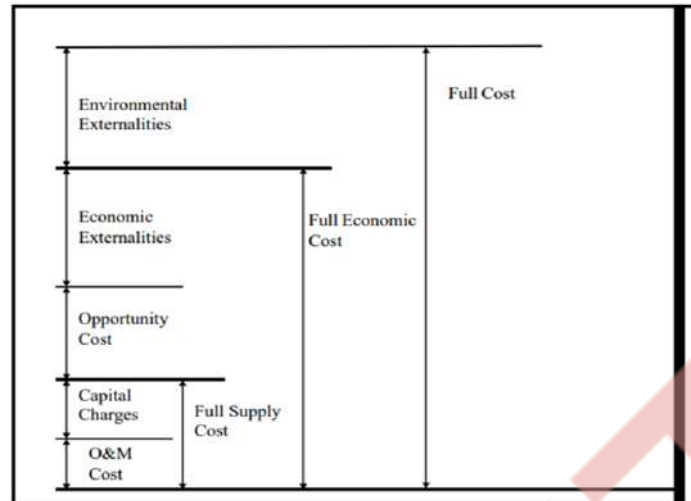 Environmental
Externalities
Full Cost
Economic
Externalities
Full Economic
Cost
Opportunity
Cost
Capital
Charges
Full Supply
Cost
O&M
Cost